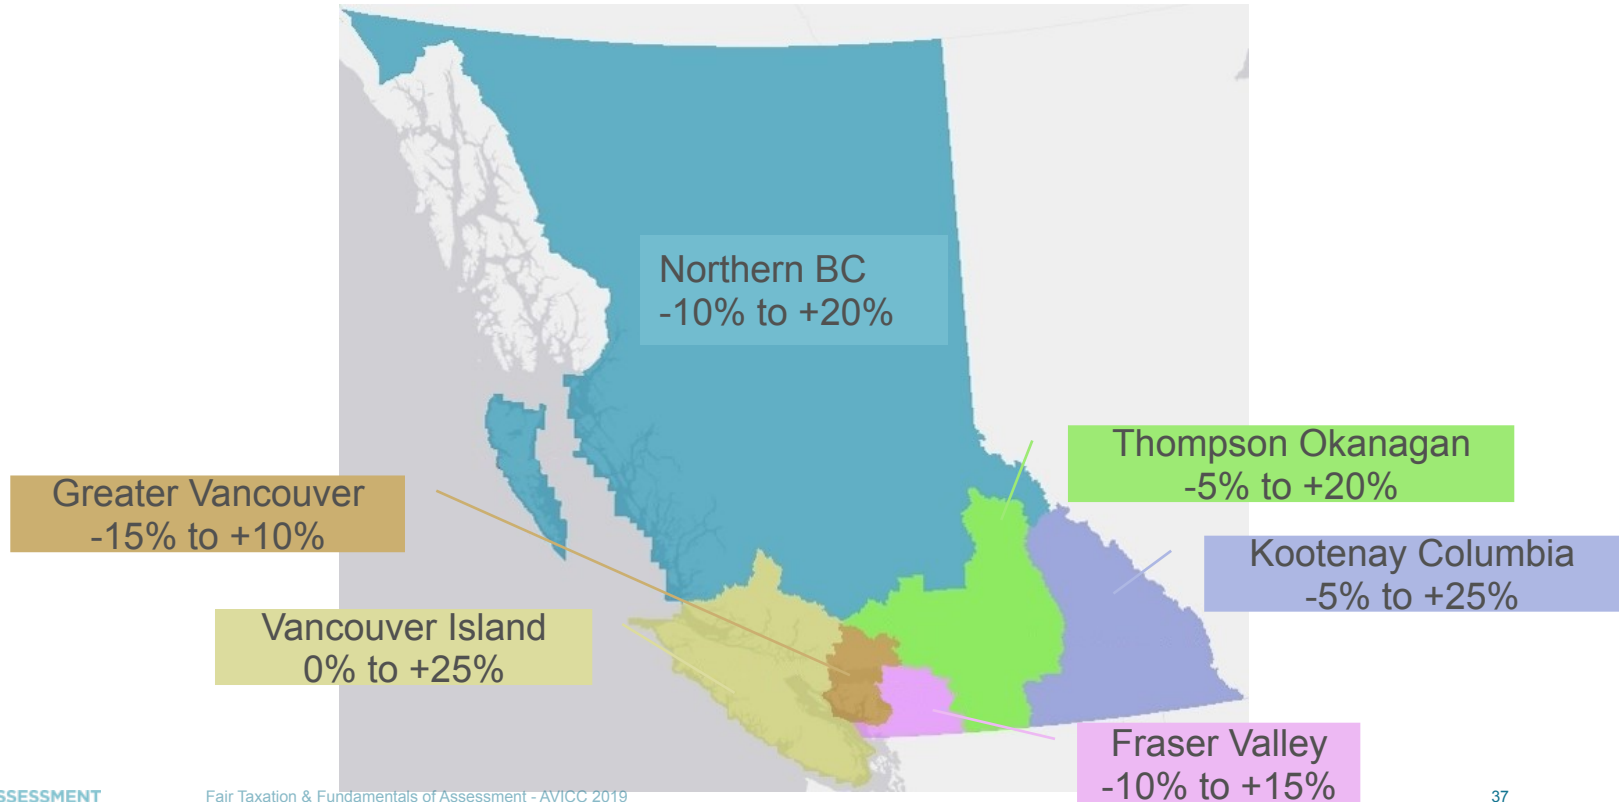 Northern BC
-10% to +20%
Thompson Okanagan
-5% to +20%
Greater Vancouver
-15% to +10%
Kootenay Columbia
-5% to +25%
Vancouver Island
0% to +25%
Fraser Valley
-10% to +15%
SSESSMENT
Fair Taxation & Fundamentals of Assessment - AVICC 2019
37